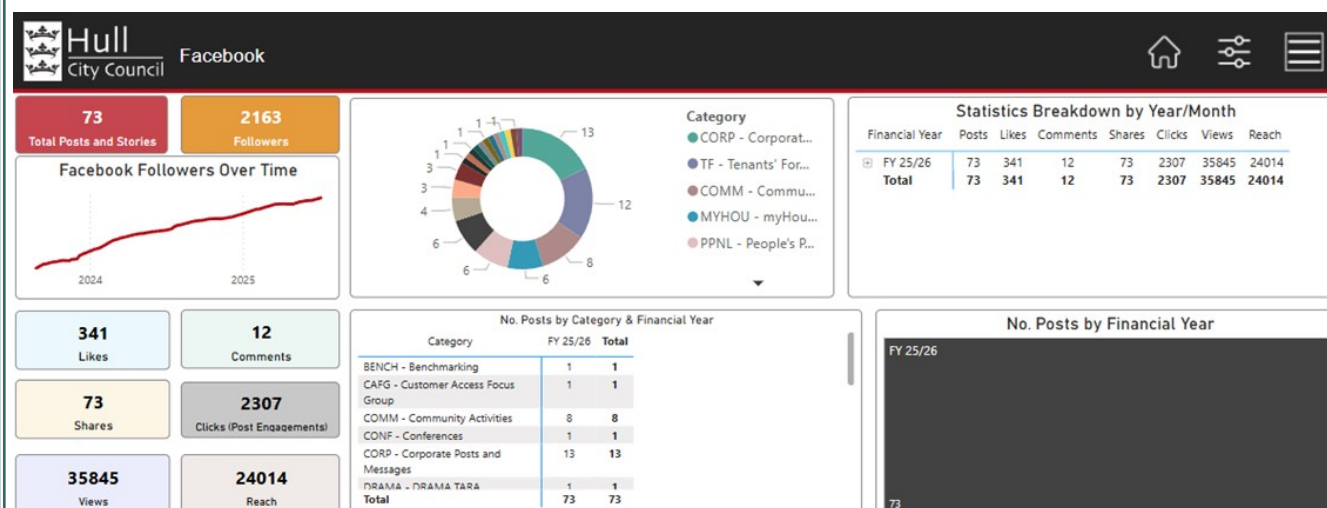 Hull
City Council
Facebook
73
Total Posts and Stories
2163
Followers
Facebook Followers Over Time
2024
2025
341
Likes
12
Comments
73
Shares
2307
Clicks (Post Engagements)
35845
Views
24014
Reach
13
12
8
6
6
6
4
3
3
1
1
1
1
1
Category
CORP - Corporat...
TF - Tenants' For...
COMM - Commu...
MYHOU - myHou...
PPNL - People's P...
Statistics Breakdown by Year/Month
Financial Year Posts Likes Comments Shares Clicks Views Reach
FY 25/26 73 341 12 73 2307 35845 24014
Total 73 341 12 73 2307 35845 24014
No. Posts by Category & Financial Year
Category FY 25/26 Total
BENCH - Benchmarking 1 1
CAFG - Customer Access Focus 1 1
Group
COMM - Community Activities 8 8
CONF - Conferences 1 1
CORP - Corporate Posts and 13 13
Messages
DRAMA - DRAMA TARA 1 1
Total 73 73
No. Posts by Financial Year
FY 25/26
73